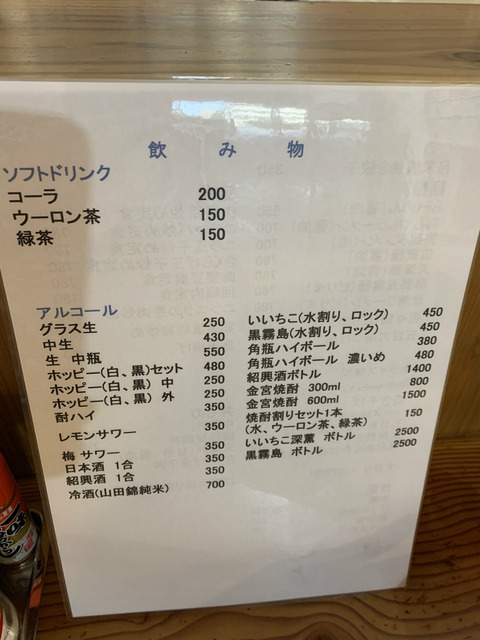 飲み物
ソフトドリンク
コーラ 200
ウーロン茶 150
緑茶 150
アルコール
グラス生 250
中生 430
生 中瓶 550
ホッピー(白、黒)セット 480
ホッピー(白、黒) 中 250
ホッピー(白、黒) 外 250
酎ハイ 350
レモンサワー 350
梅 サワー 350
日本酒 1合 350
紹興酒 1合 350
冷酒(山田錦純米) 700
いいちこ(水割り、ロック) 450
黒霧島(水割り、ロック) 450
角瓶ハイボール 380
角瓶ハイボール 濃いめ 480
紹興酒ボトル 1400
金宮焼酎 300ml 800
金宮焼酎 600ml 1500
焼酎割りセット1本 150
(水、ウーロン茶、緑茶)
いいちこ深薫 ボトル 2500
黒霧島 ボトル 2500